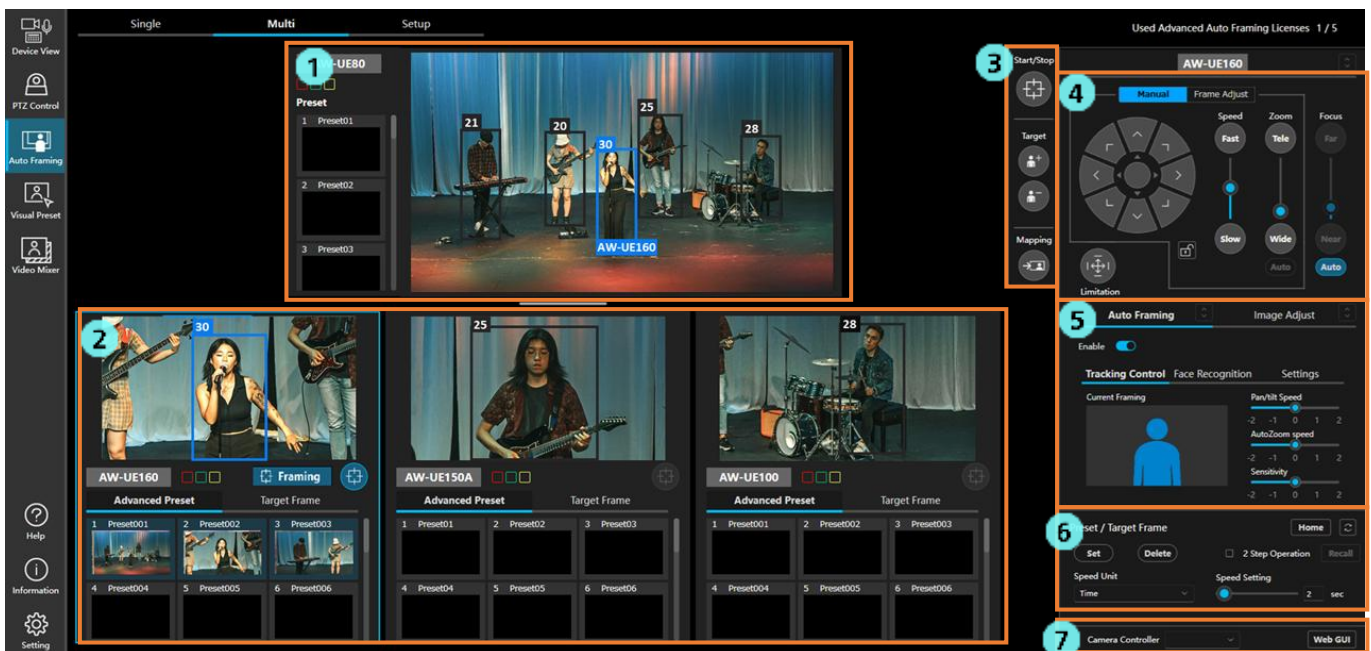 Device View
PTZ Control
Auto Framing
Visual Preset
Video Mixer
Help
Information
Setting
Single Multi Setup
Used Advanced Auto Framing Licenses 1 / 5
1
-UE80
Preset
1 Preset01
2 Preset02
3 Preset03
21
20
30
25
28
AW-UE160
3
Start/Stop
Target
Mapping
AW-UE160
4
Manual Frame Adjust
Speed Zoom Focus
Fast Tele Far
Slow Wide Near
Auto Auto
Limitation
2
30
25
28
AW-UE160 Framing
Advanced Preset Target Frame
1 Preset001 2 Preset002 3 Preset003
4 Preset004 5 Preset005 6 Preset006
AW-UE150A
Advanced Preset Target Frame
1 Preset01 2 Preset02 3 Preset03
4 Preset04 5 Preset05 6 Preset06
AW-UE100
Advanced Preset Target Frame
1 Preset001 2 Preset002 3 Preset003
4 Preset004 5 Preset005 6 Preset006
5
Auto Framing Image Adjust
Enable
Tracking Control Face Recognition Settings
Current Framing
Pan/tilt Speed
-2 -1 0 1 2
AutoZoom speed
-2 -1 0 1 2
Sensitivity
-2 -1 0 1 2
6
eset / Target Frame Home
Set Delete 2 Step Operation Recall
Speed Unit Speed Setting
Time 2 sec
7
Camera Controller Web GUI